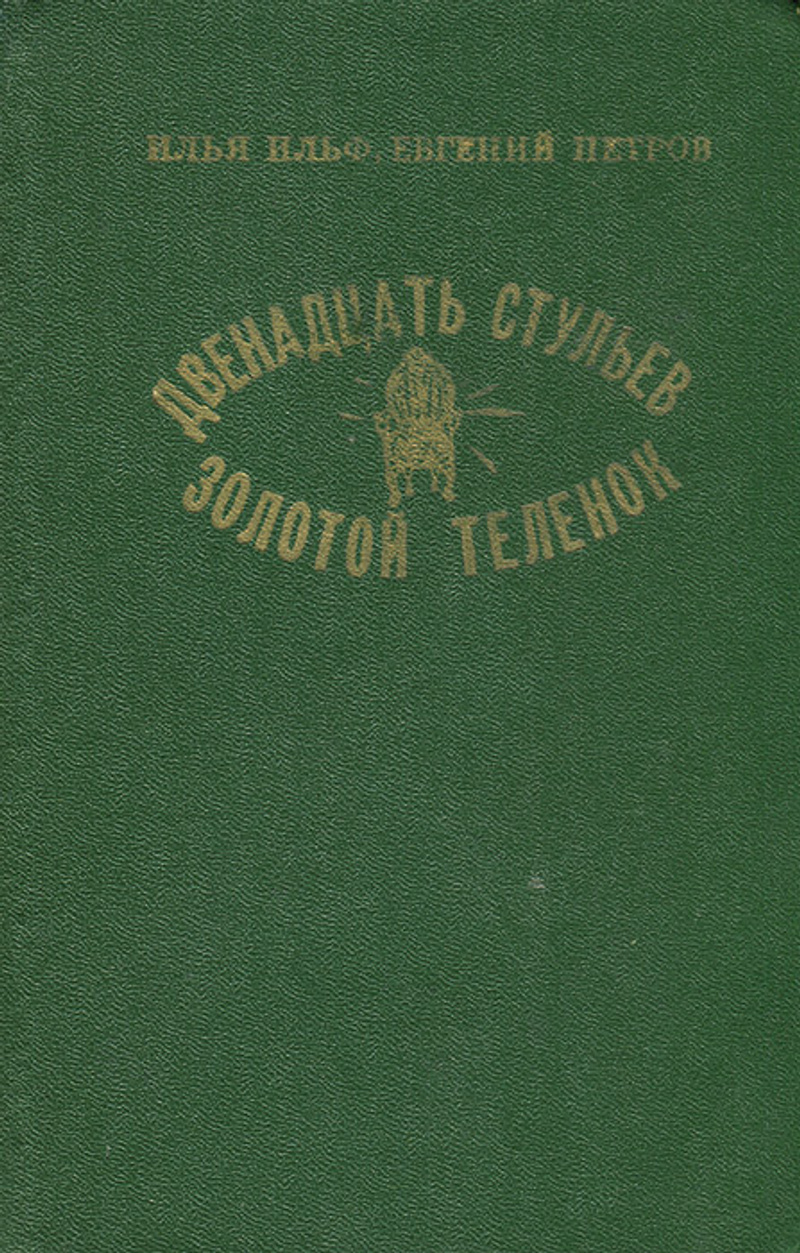 ИЛЬЯ ИЛЬФ, ЕВГЕНИЙ ПЕТРОВ
ДВЕНАДЦАТЬ СТУЛЬЕВ
ЗОЛОТОЙ ТЕЛЕНОК